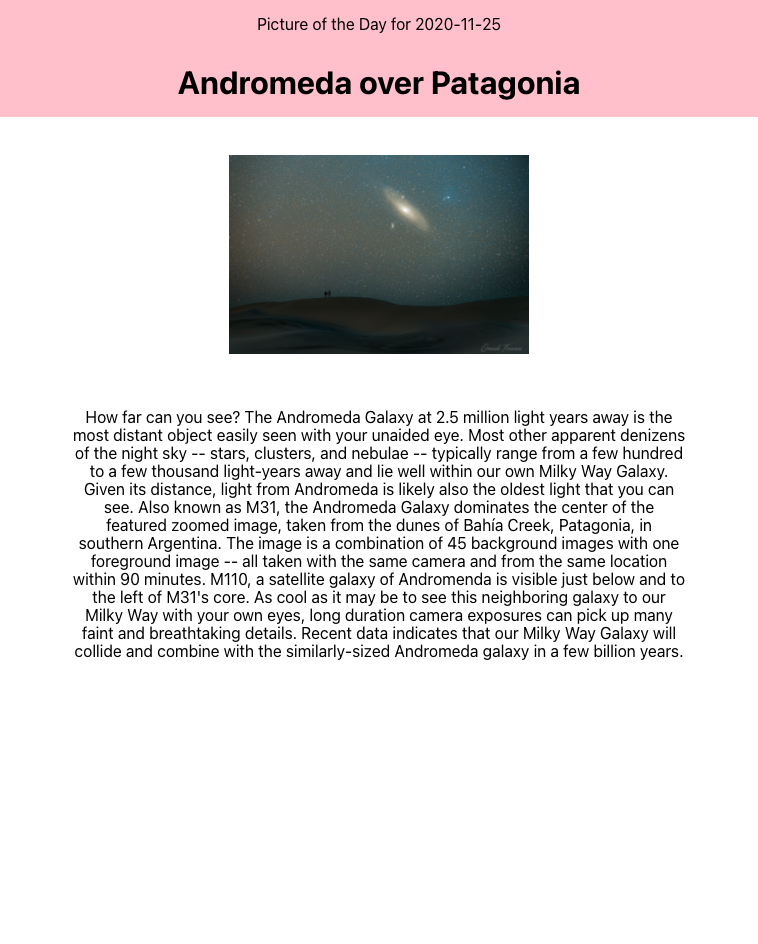 Picture of the Day for 2020-11-25
Andromeda over Patagonia
How far can you see? The Andromeda Galaxy at 2.5 million light years away is the
most distant object easily seen with your unaided eye. Most other apparent denizens
of the night sky -- stars, clusters, and nebulae -- typically range from a few hundred
to a few thousand light-years away and lie well within our own Milky Way Galaxy.
Given its distance, light from Andromeda is likely also the oldest light that you can
see. Also known as M31, the Andromeda Galaxy dominates the center of the
featured zoomed image, taken from the dunes of Bahía Creek, Patagonia, in
southern Argentina. The image is a combination of 45 background images with one
foreground image -- all taken with the same camera and from the same location
within 90 minutes. M110, a satellite galaxy of Andromenda is visible just below and to
the left of M31's core. As cool as it may be to see this neighboring galaxy to our
Milky Way with your own eyes, long duration camera exposures can pick up many
faint and breathtaking details. Recent data indicates that our Milky Way Galaxy will
collide and combine with the similarly-sized Andromeda galaxy in a few billion years.